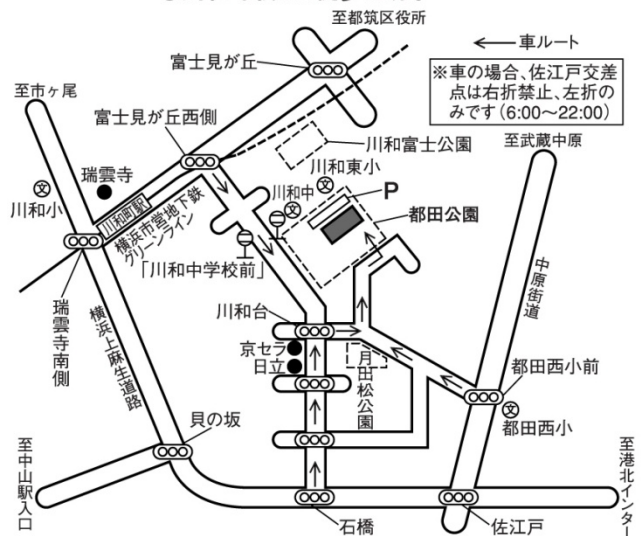 至都筑区役所
←車ルート
富士見が丘
※車の場合、佐江戸交差
点は右折禁止、左折の
みです(6:00〜22:00)
至市ヶ尾
富士見が丘西側
川和富士公園
至武蔵中原
瑞雲寺
川和東小
文
川和小
文
川和中
文
P
都田公園
川和町駅
横浜市営地下鉄
グリーンライン
「川和中学校前」
中原街道
川和台
瑞雲寺南側
横浜上麻生道路
京セラ
日立
月出松公園
都田西小前
文
都田西小
貝の坂
至中山駅入口
至港北インター
石橋
佐江戸